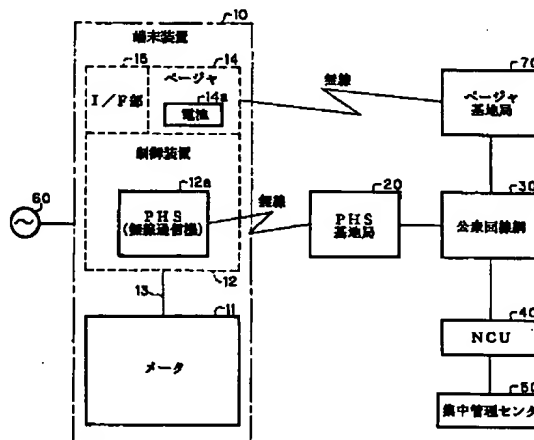 10
端末装置
15
14
I/F部
ページャ
14a
電池
無線
70
ページャ
基地局
制御装置
12a
PHS
(無線通信機)
無線
20
PHS
基地局
30
公衆回線網
60
12
13
11
メータ
40
NCU
50
集中管理センタ